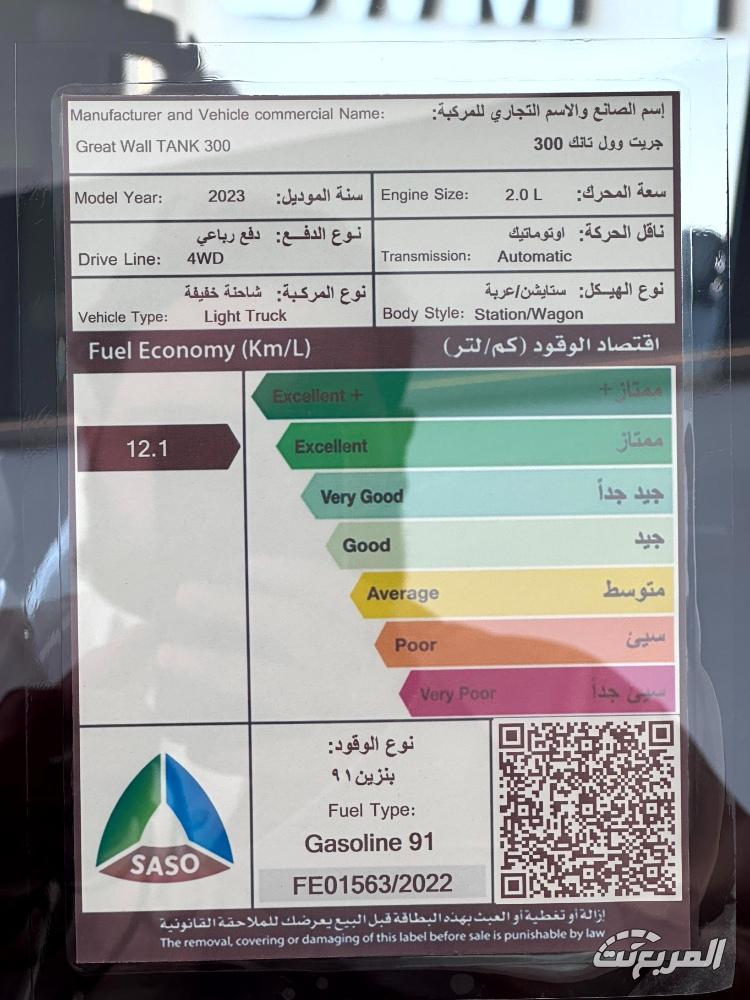 Manufacturer and Vehicle commercial Name: إسم الصانع والاسم التجاري للمركبة:
Great Wall TANK 300 جريت وول تانك 300
Model Year: 2023 سنة الموديل:
Engine Size: 2.0 L سعة المحرك:
نوع الدفع: دفع رباعي
Drive Line: 4WD
ناقل الحركة: اوتوماتيك
Transmission: Automatic
نوع المركبة: شاحنة خفيفة
Vehicle Type: Light Truck
نوع الهيكل: ستايشن/عربة
Body Style: Station/Wagon
Fuel Economy (Km/L) اقتصاد الوقود (كم/لتر)
Excellent + ممتاز+
12.1
Excellent ممتاز
Very Good جيد جداً
Good جيد
Average متوسط
Poor سيئ
Very Poor سيئ جداً
نوع الوقود:
بنزين ٩١
Fuel Type:
Gasoline 91
FE01563/2022
SASO
إزالة أو تغطية أو العبث بهذه البطاقة قبل البيع يعرضك للملاحقة القانونية
The removal, covering or damaging of this label before sale is punishable by law
المربع نت